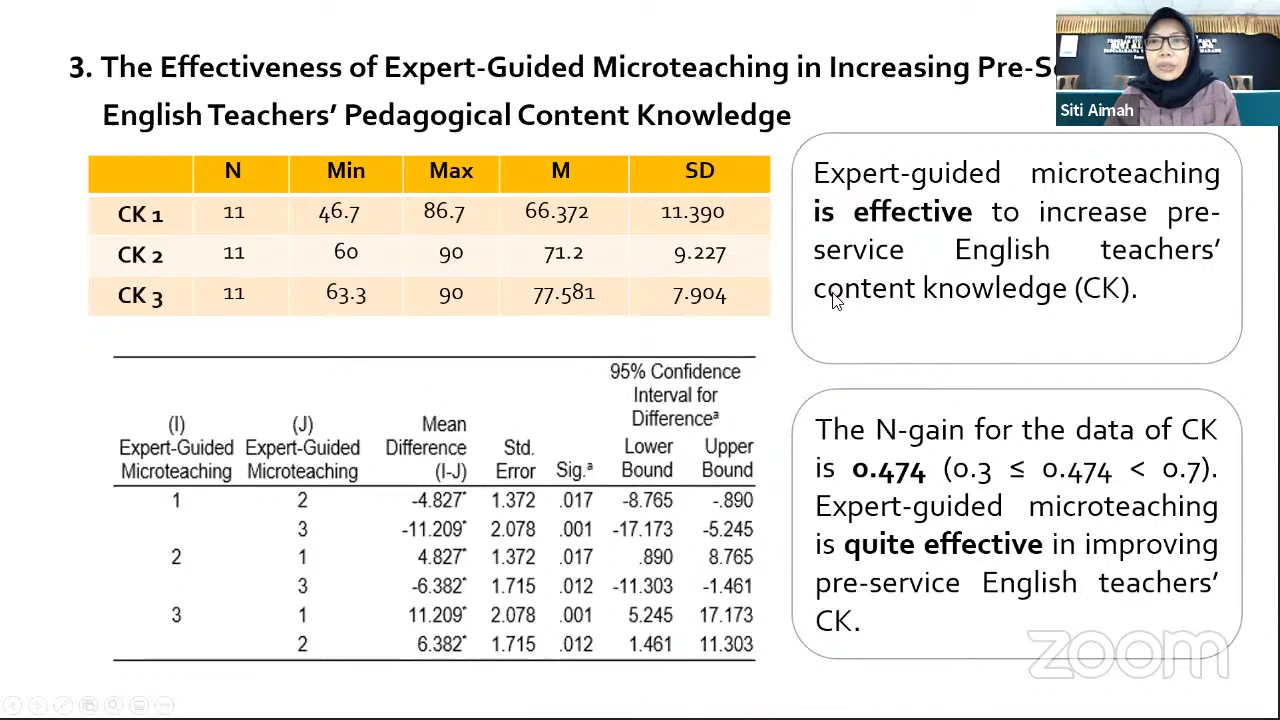 3. The Effectiveness of Expert-Guided Microteaching in Increasing
English Teachers’ Pedagogical Content Knowledge
Siti Aimah
N Min Max M SD
CK 1 11 46.7 86.7 66.372 11.390
CK 2 11 60 90 71.2 9.227
CK 3 11 63.3 90 77.581 7.904
Expert-guided microteaching
is effective to increase pre-
service English teachers’
content knowledge (CK).
95% Confidence
Interval for
Differenceᵃ
(I) (J) Mean
Expert-Guided Expert-Guided Difference Std. Lower Upper
Microteaching Microteaching (I-J) Error Sig.ᵃ Bound Bound
1 2 -4.827* 1.372 .017 -8.765 -.890
3 -11.209* 2.078 .001 -17.173 -5.245
2 1 4.827* 1.372 .017 .890 8.765
3 -6.382* 1.715 .012 -11.303 -1.461
3 1 11.209* 2.078 .001 5.245 17.173
2 6.382* 1.715 .012 1.461 11.303
The N-gain for the data of CK
is 0.474 (0.3 ≤ 0.474 < 0.7).
Expert-guided microteaching
is quite effective in improving
pre-service English teachers’
CK.
zoom